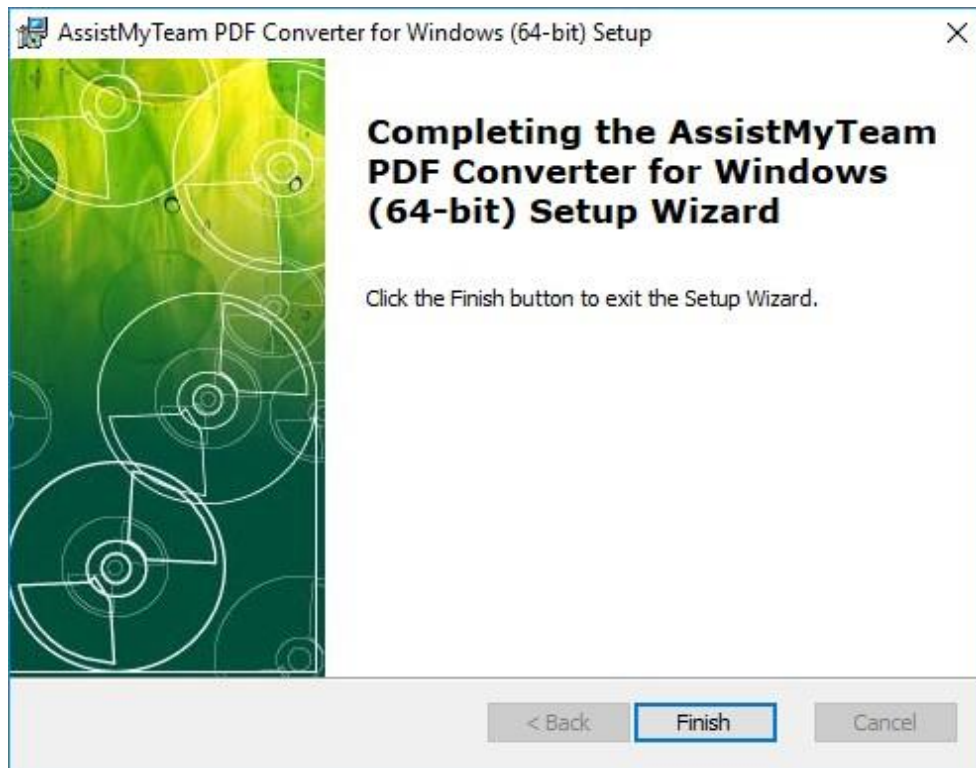 AssistMyTeam PDF Converter for Windows (64-bit) Setup
Completing the AssistMyTeam
PDF Converter for Windows
(64-bit) Setup Wizard
Click the Finish button to exit the Setup Wizard.
< Back Finish Cancel